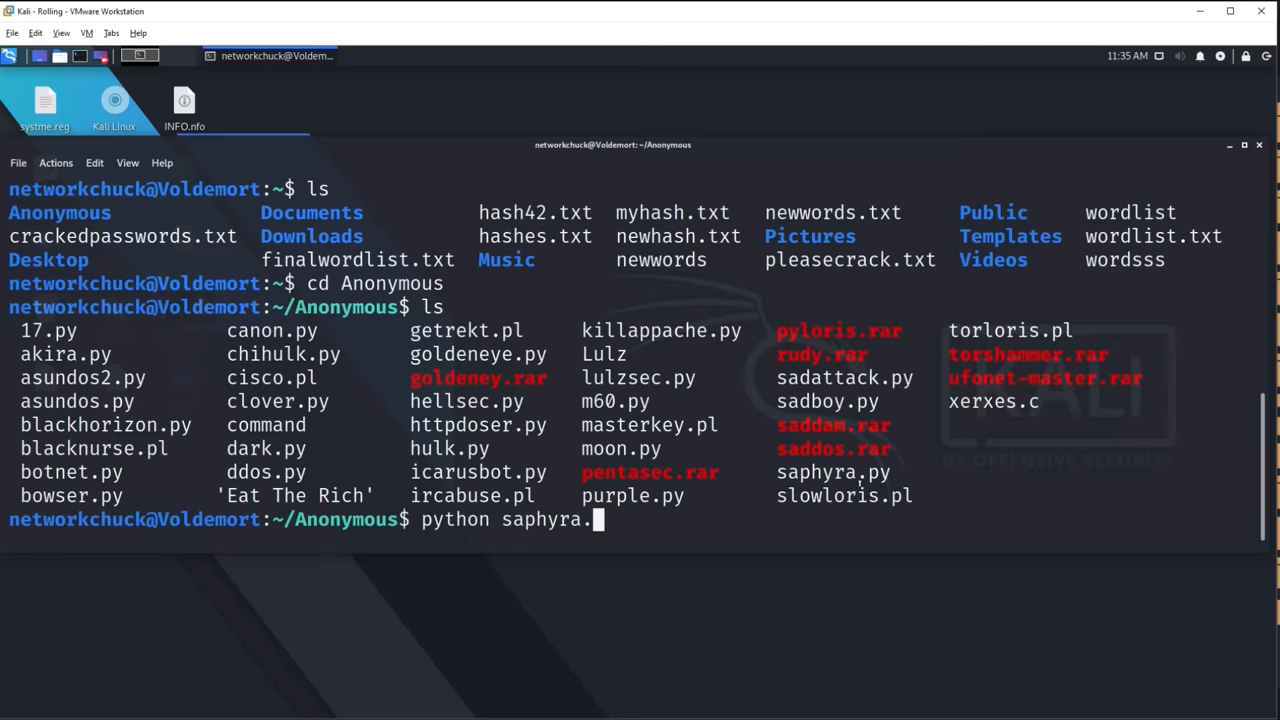 Kali - Rolling - VMware Workstation
File Edit View VM Tabs Help
networkchuck@Voldem... 11:35 AM
systme.reg Kali Linux INFO.nfo
networkchuck@Voldemort: ~/Anonymous
File Actions Edit View Help
networkchuck@Voldemort:~$ ls
Anonymous Documents hash42.txt myhash.txt newwords.txt Public wordlist
crackedpasswords.txt Downloads hashes.txt newhash.txt Pictures Templates wordlist.txt
Desktop finalwordlist.txt Music newwords pleasecrack.txt Videos wordsss
networkchuck@Voldemort:~$ cd Anonymous
networkchuck@Voldemort:~/Anonymous$ ls
17.py canon.py getrekt.pl killappache.py pyloris.rar torloris.pl
akira.py chihulk.py goldeneye.py Lulz rudy.rar torshammer.rar
asundos2.py cisco.pl goldeney.rar lulzsec.py sadattack.py ufonet-master.rar
asundos.py clover.py hellsec.py m60.py sadboy.py xerxes.c
blackhorizon.py command httpdoser.py masterkey.pl saddam.rar
blacknurse.pl dark.py hulk.py moon.py saddos.rar
botnet.py ddos.py icarusbot.py pentasec.rar saphyra.py
bowser.py 'Eat The Rich' ircabuse.pl purple.py slowloris.pl
networkchuck@Voldemort:~/Anonymous$ python saphyra.
KALI
BY OFFENSIVE SECURITY